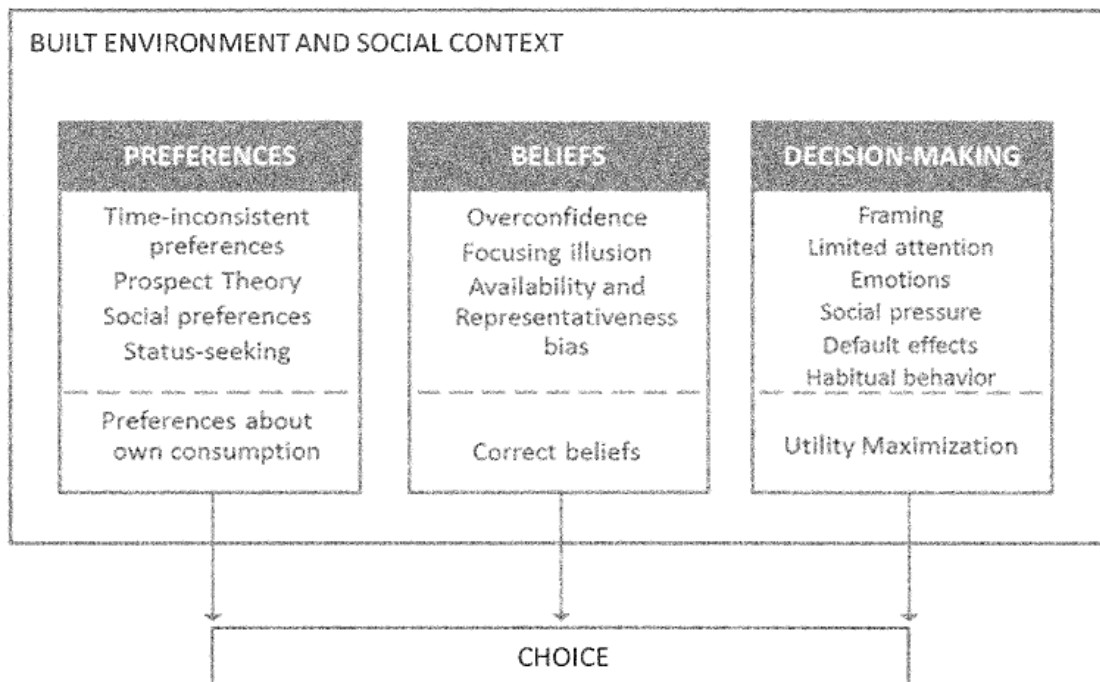 BUILT ENVIRONMENT AND SOCIAL CONTEXT
PREFERENCES
Time-inconsistent
preferences
Prospect Theory
Social preferences
Status-seeking
Preferences about
own consumption
BELIEFS
Overconfidence
Focusing illusion
Availability and
Representativeness
bias
Correct beliefs
DECISION-MAKING
Framing
Limited attention
Emotions
Social pressure
Default effects
Habitual behavior
Utility Maximization
CHOICE